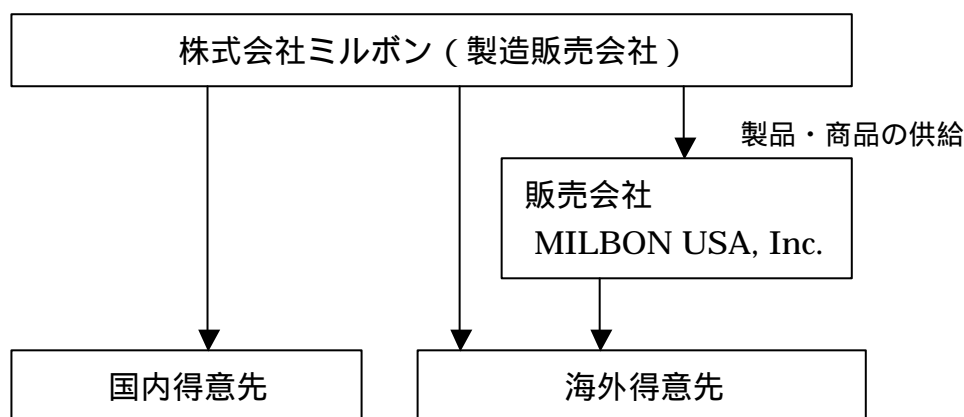 株式会社ミルボン（製造販売会社）
製品・商品の供給
販売会社
MILBON USA, Inc.
国内得意先
海外得意先